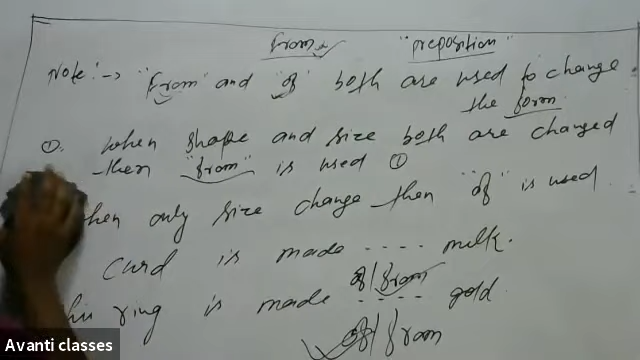 from "preposition"
Note:-> "from" and "of" both are used to change
the form.
①. when shape and size both are changed
then "from" is used ①
when only size change then "of" is used.
Curd is made .... milk.
of/from
this ring is made ..... gold.
of/from
Avanti classes